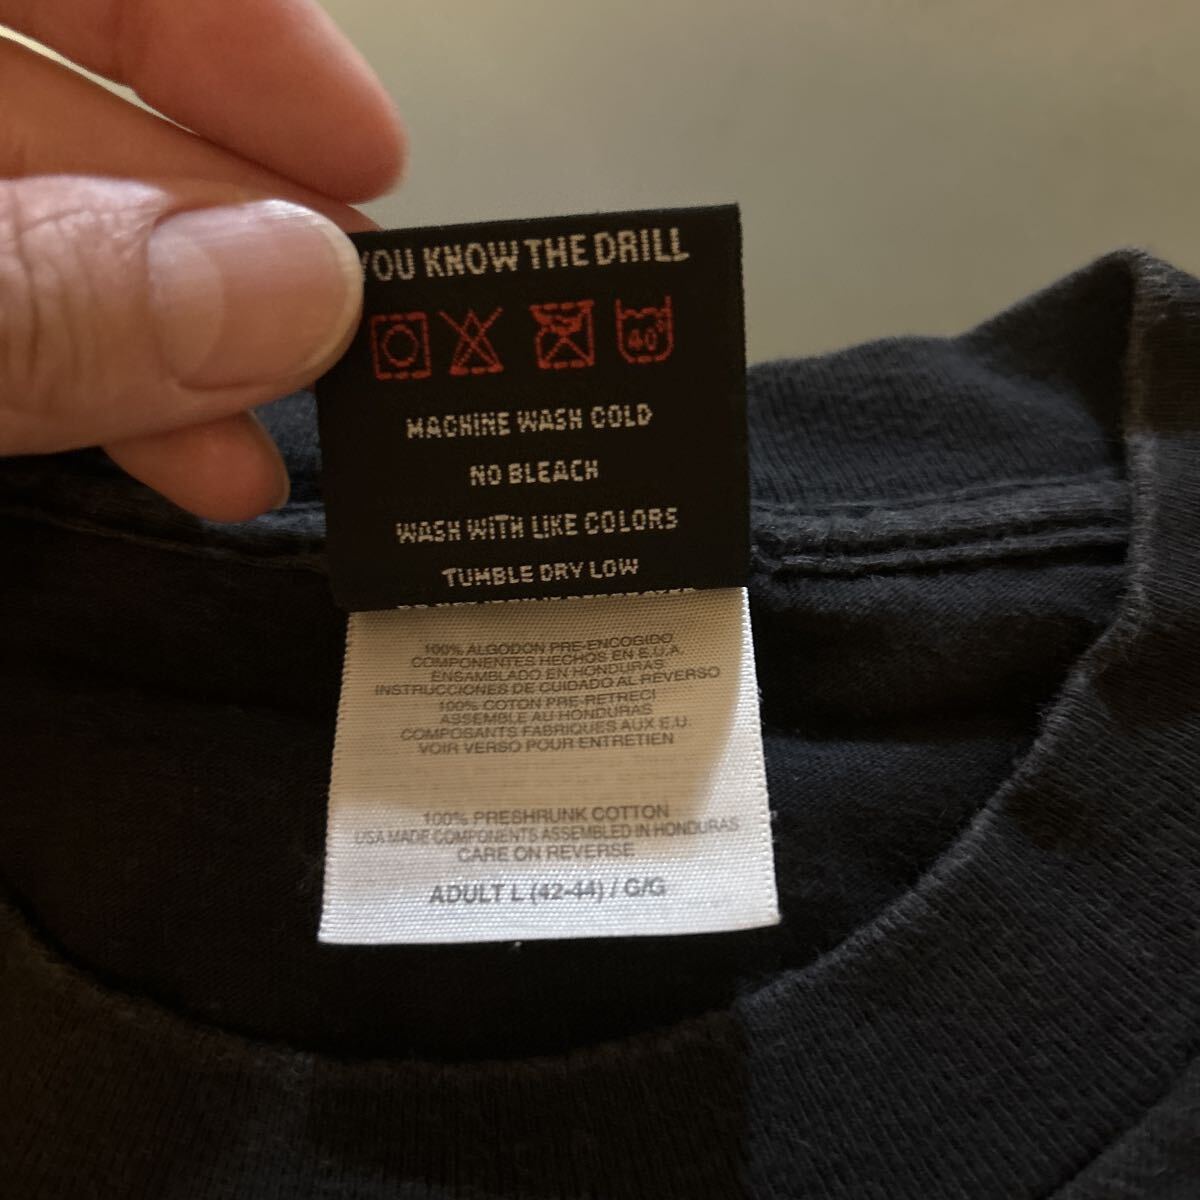 YOU KNOW THE DRILL
40°
MACHINE WASH COLD
NO BLEACH
WASH WITH LIKE COLORS
TUMBLE DRY LOW
100% ALGODON PRE-ENCOGIDO
COMPONENTES HECHOS EN E.U.A.
ENSAMBLADO EN HONDURAS
INSTRUCCIONES DE CUIDADO AL REVERSO
100% COTON PRE-RETRECI
ASSEMBLE AU HONDURAS
COMPOSANTS FABRIQUES AUX E.U.
VOIR VERSO POUR ENTRETIEN
100% PRESHRUNK COTTON
USA MADE COMPONENTS ASSEMBLED IN HONDURAS
CARE ON REVERSE
ADULT L (42-44) / G/G